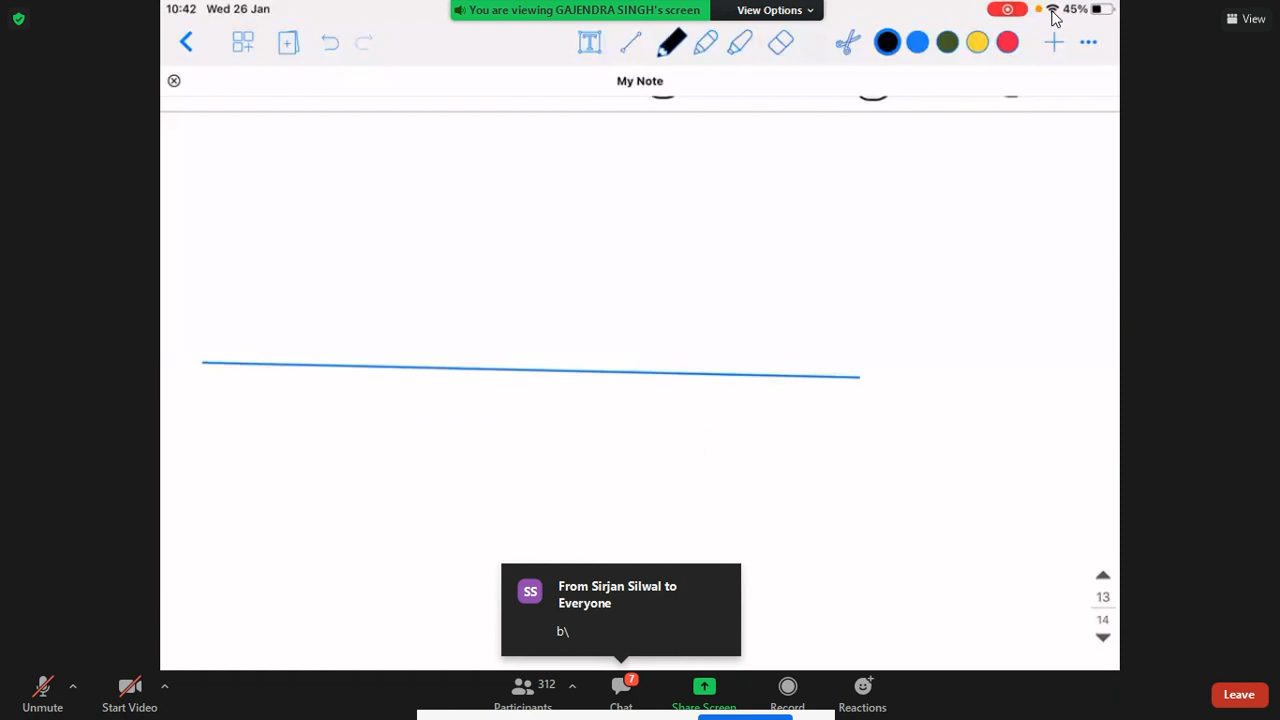 10:42 Wed 26 Jan
You are viewing GAJENDRA SINGH's screen
View Options
45%
View
My Note
From Sirjan Silwal to
Everyone
SS
b\
13
14
Unmute
Start Video
312
Participants
7
Chat
Share Screen
Record
Reactions
Leave